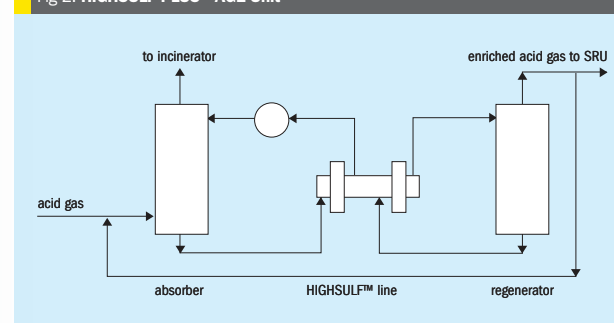 Fig 2: HIGHSULF PLUS™ AGE Unit
to incinerator
enriched acid gas to SRU
acid gas
absorber
HIGHSULF™ line
regenerator